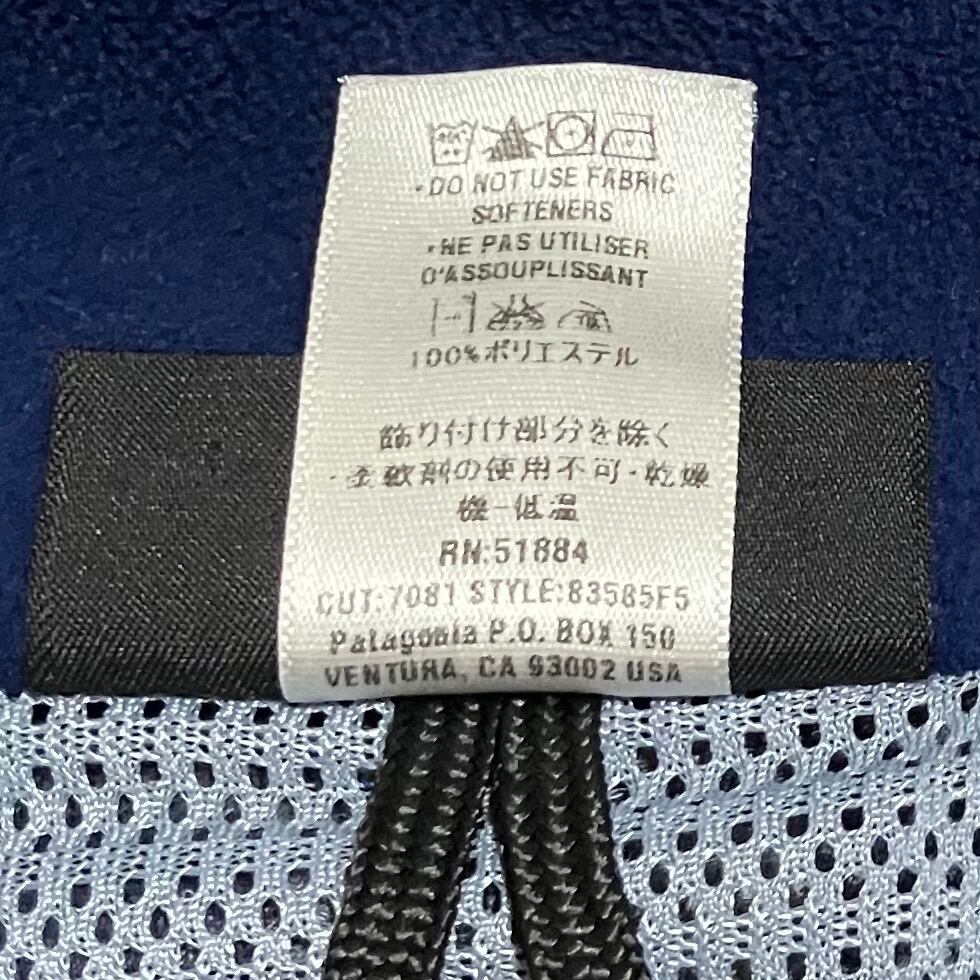 •DO NOT USE FABRIC
SOFTENERS
•NE PAS UTILISER
D'ASSOUPLISSANT
100%ポリエステル
飾り付け部分を除く
・柔軟剤の使用不可・乾燥
機-低温
RN:51884
CUT:7081 STYLE:83585F5
Patagonia P.O. BOX 150
VENTURA, CA 93002 USA